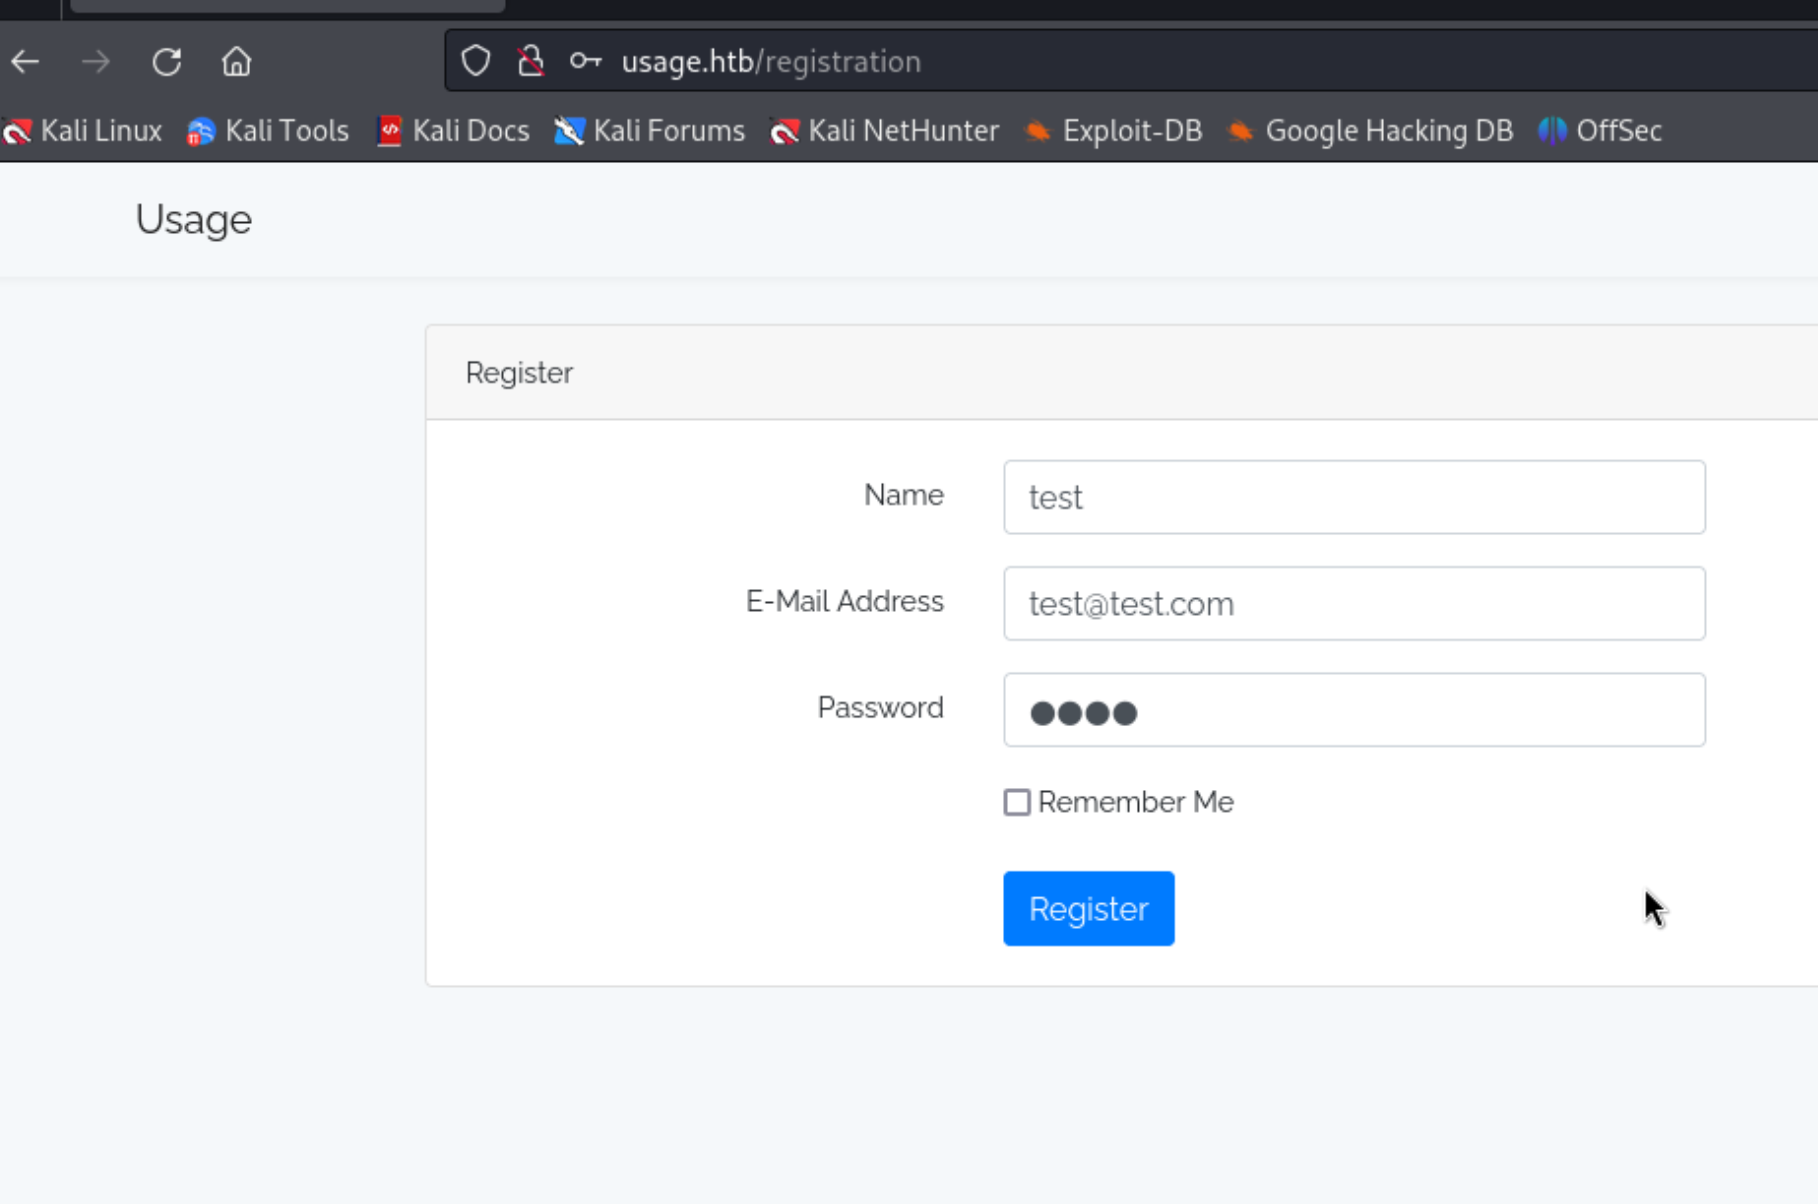 usage.htb/registration
Kali Linux Kali Tools Kali Docs Kali Forums Kali NetHunter Exploit-DB Google Hacking DB OffSec
Usage
Register
Name test
E-Mail Address test@test.com
Password ●●●●
Remember Me
Register